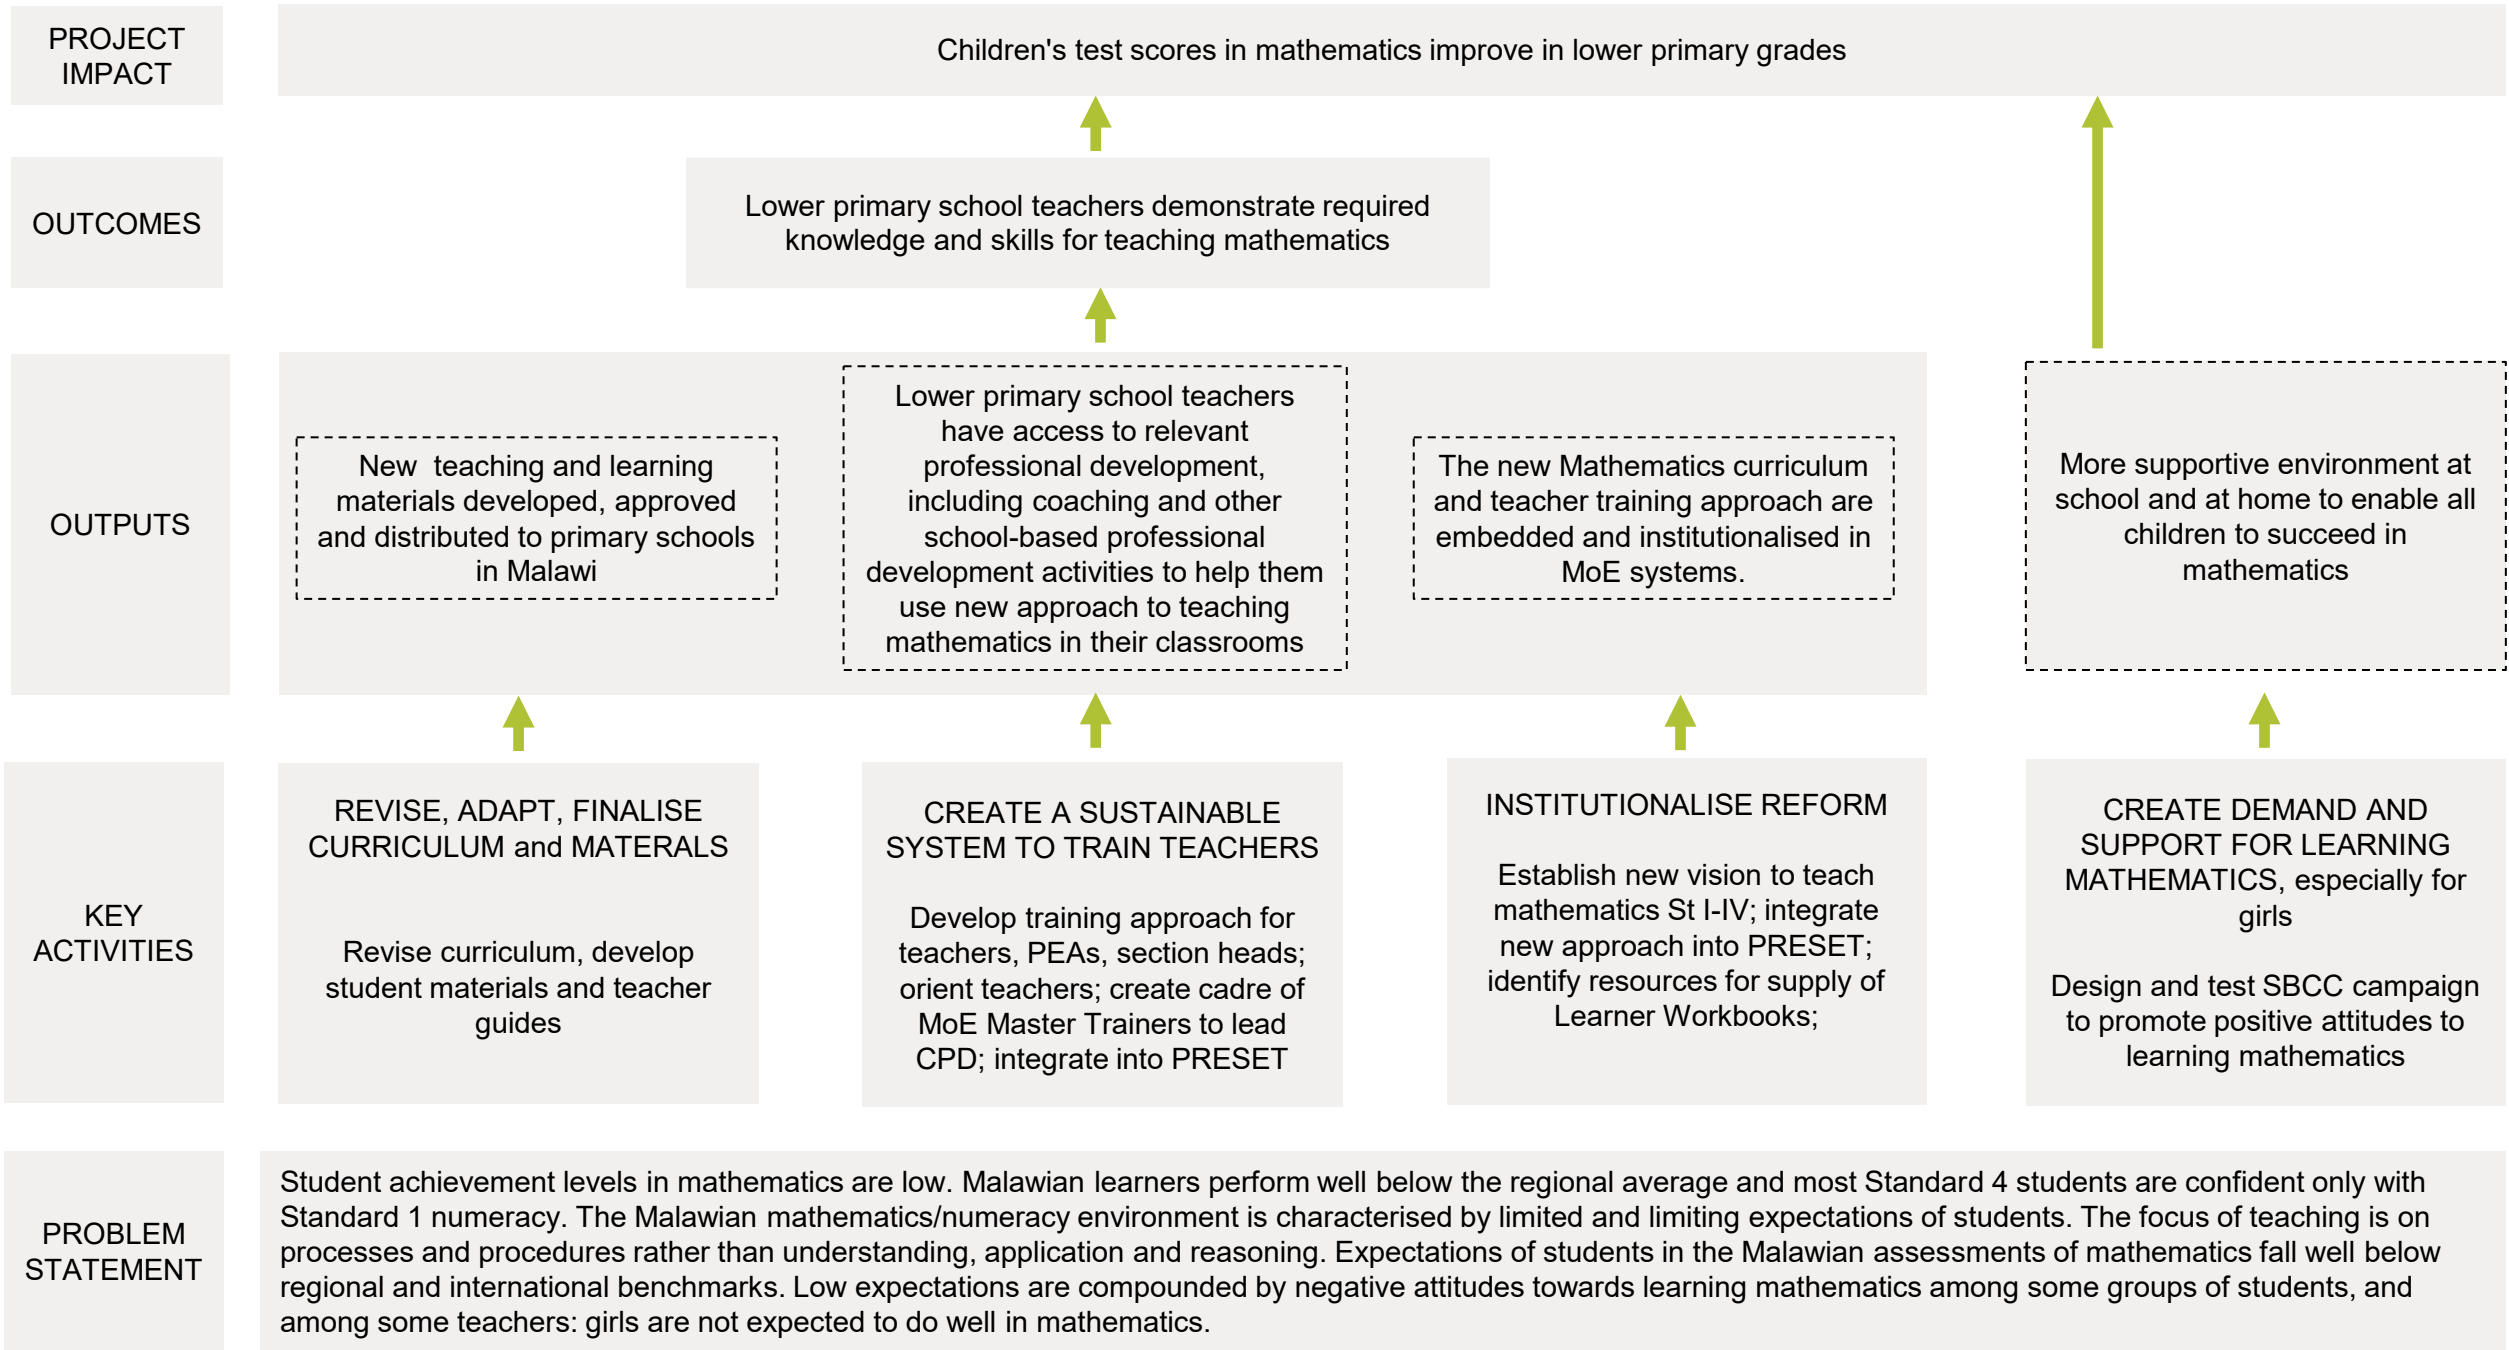 PROJECT
IMPACT
Children's test scores in mathematics improve in lower primary grades
OUTCOMES
Lower primary school teachers demonstrate required
knowledge and skills for teaching mathematics
OUTPUTS
New teaching and learning
materials developed, approved
and distributed to primary schools
in Malawi
Lower primary school teachers
have access to relevant
professional development,
including coaching and other
school-based professional
development activities to help them
use new approach to teaching
mathematics in their classrooms
The new Mathematics curriculum
and teacher training approach are
embedded and institutionalised in
MoE systems.
More supportive environment at
school and at home to enable all
children to succeed in
mathematics
KEY
ACTIVITIES
REVISE, ADAPT, FINALISE
CURRICULUM and MATERALS
Revise curriculum, develop
student materials and teacher
guides
CREATE A SUSTAINABLE
SYSTEM TO TRAIN TEACHERS
Develop training approach for
teachers, PEAs, section heads;
orient teachers; create cadre of
MoE Master Trainers to lead
CPD; integrate into PRESET
INSTITUTIONALISE REFORM
Establish new vision to teach
mathematics St I-IV; integrate
new approach into PRESET;
identify resources for supply of
Learner Workbooks;
CREATE DEMAND AND
SUPPORT FOR LEARNING
MATHEMATICS, especially for
girls
Design and test SBCC campaign
to promote positive attitudes to
learning mathematics
PROBLEM
STATEMENT
Student achievement levels in mathematics are low. Malawian learners perform well below the regional average and most Standard 4 students are confident only with
Standard 1 numeracy. The Malawian mathematics/numeracy environment is characterised by limited and limiting expectations of students. The focus of teaching is on
processes and procedures rather than understanding, application and reasoning. Expectations of students in the Malawian assessments of mathematics fall well below
regional and international benchmarks. Low expectations are compounded by negative attitudes towards learning mathematics among some groups of students, and
among some teachers: girls are not expected to do well in mathematics.